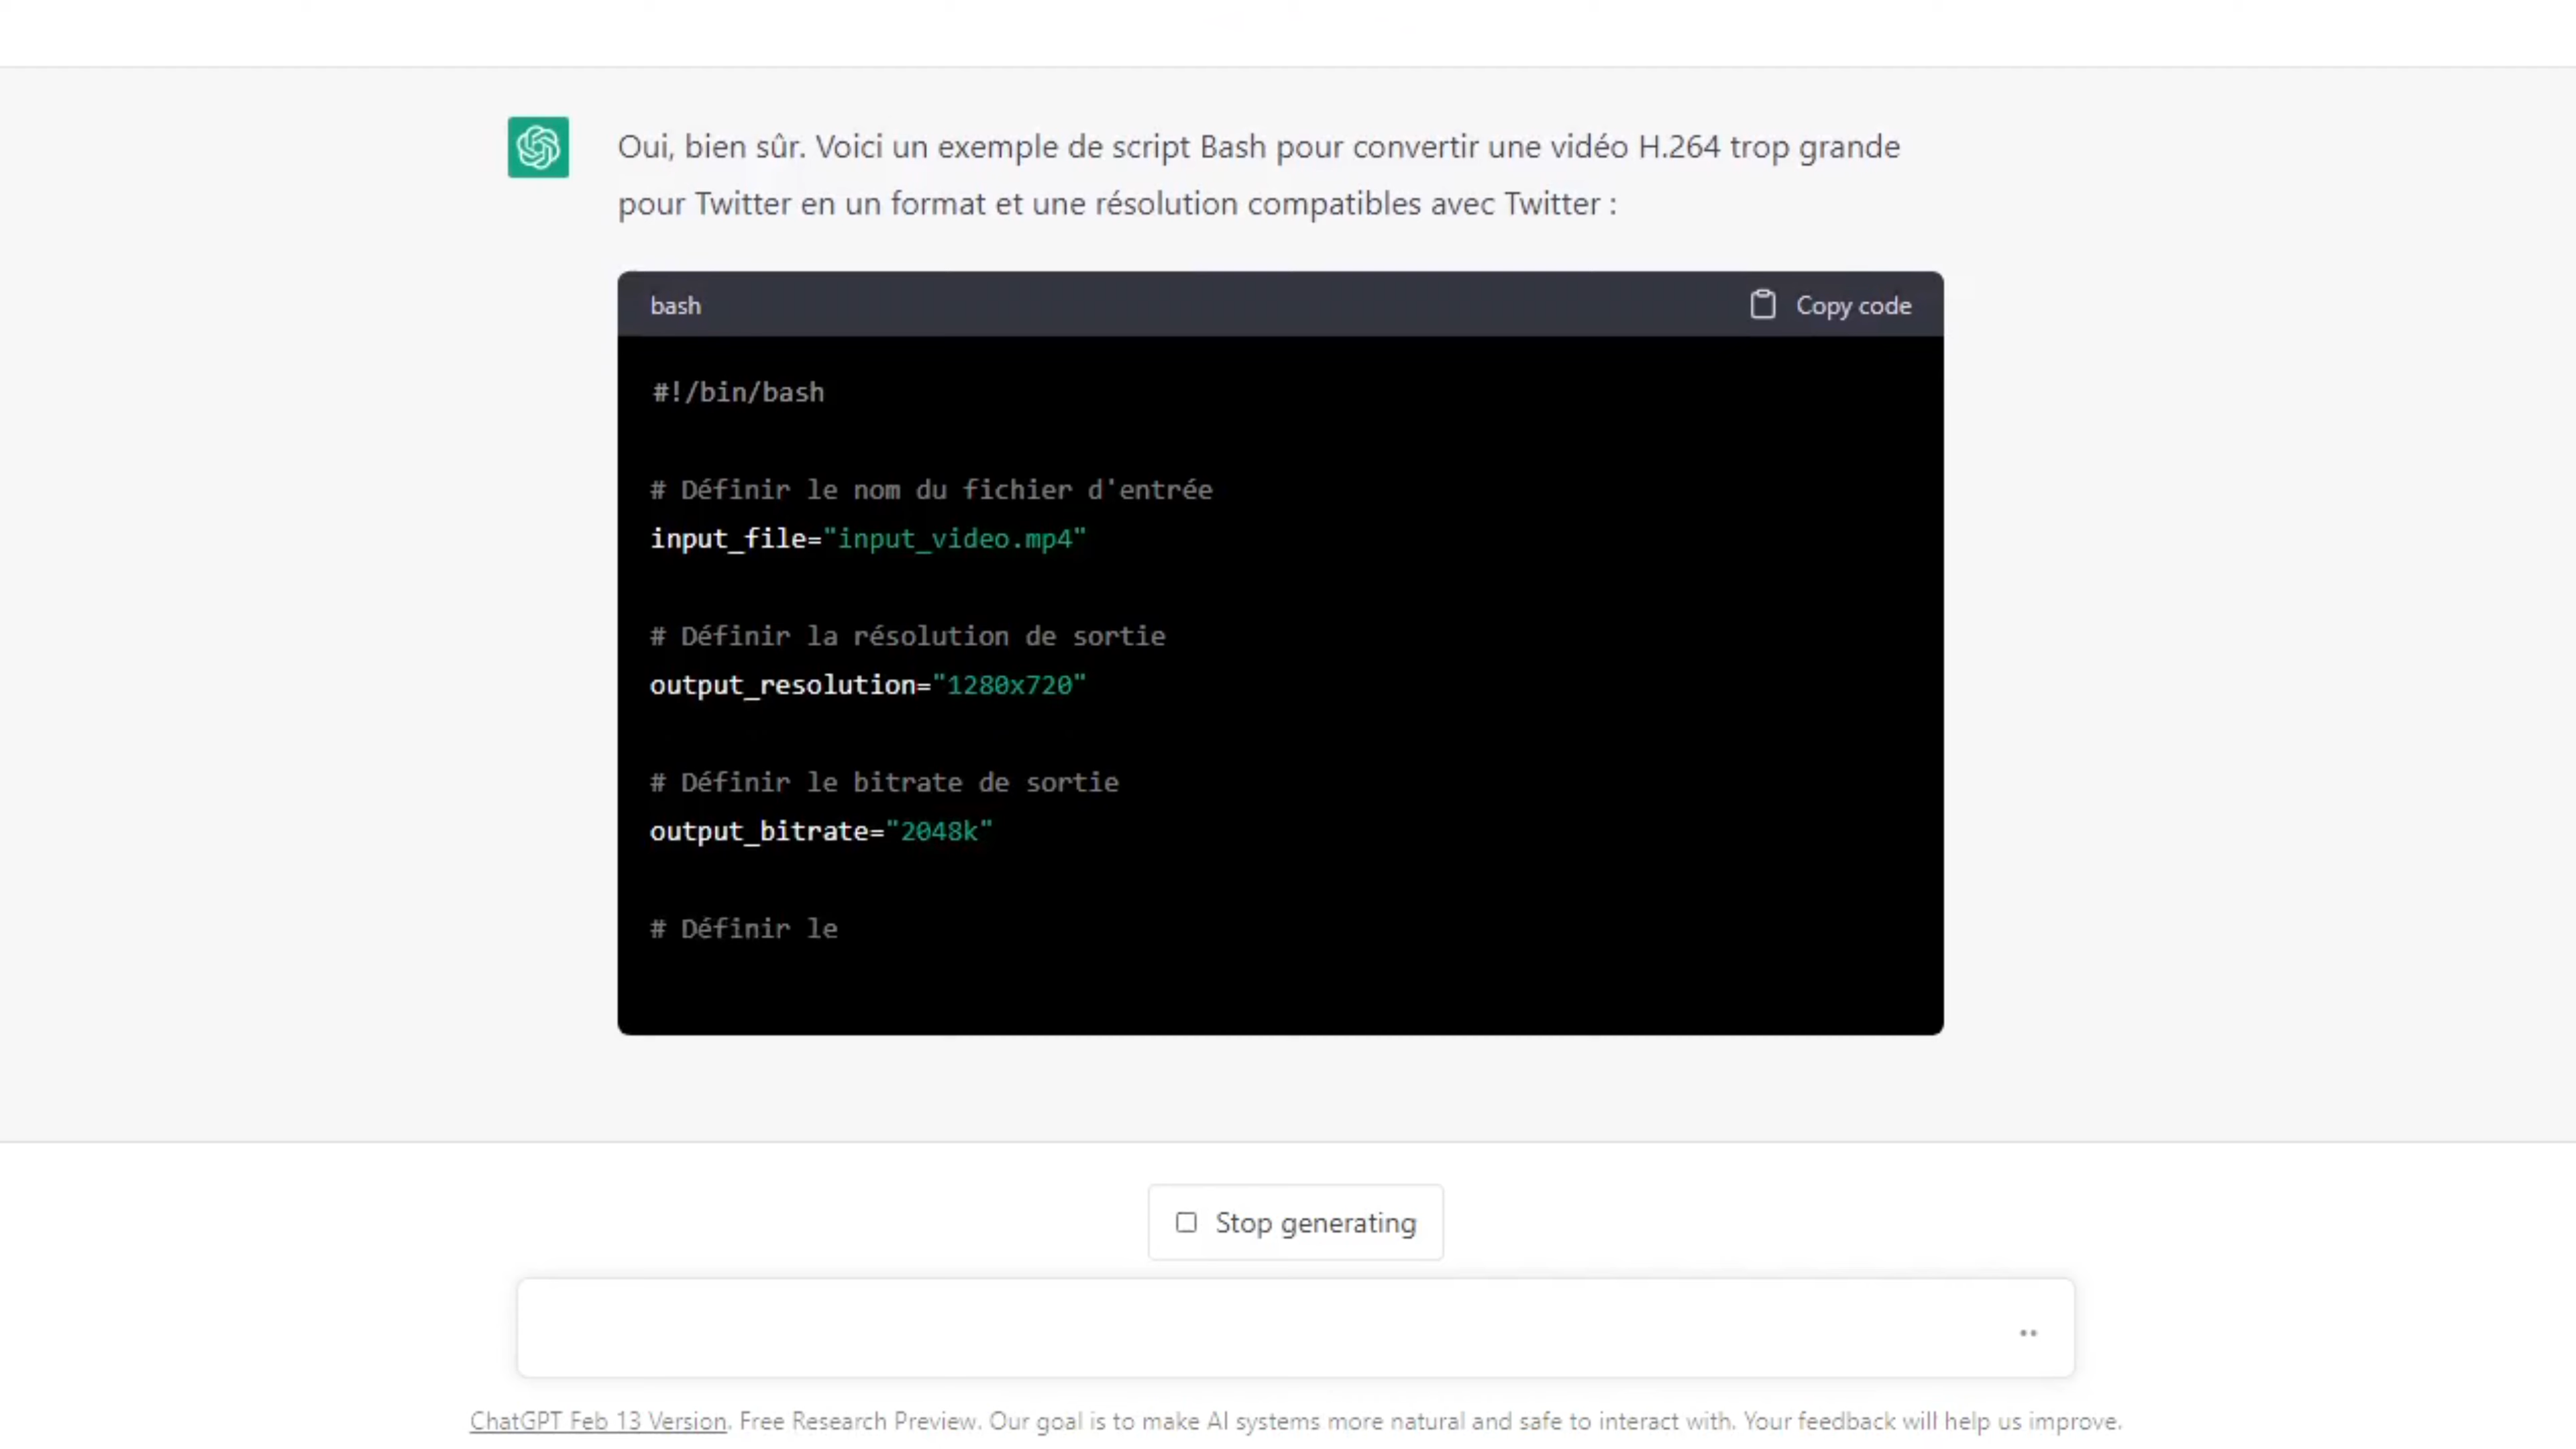 Oui, bien sûr. Voici un exemple de script Bash pour convertir une vidéo H.264 trop grande
pour Twitter en un format et une résolution compatibles avec Twitter :
bash
Copy code
#!/bin/bash
# Définir le nom du fichier d'entrée
input_file="input_video.mp4"
# Définir la résolution de sortie
output_resolution="1280x720"
# Définir le bitrate de sortie
output_bitrate="2048k"
# Définir le
Stop generating
ChatGPT Feb 13 Version. Free Research Preview. Our goal is to make AI systems more natural and safe to interact with. Your feedback will help us improve.